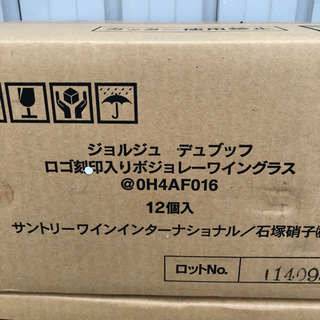 ジョルジュ　デュブッフ
ロゴ刻印入りボジョレーワイングラス
@0H4AF016
12個入
サントリーワインインターナショナル／石塚硝子㈱
ロットNo.